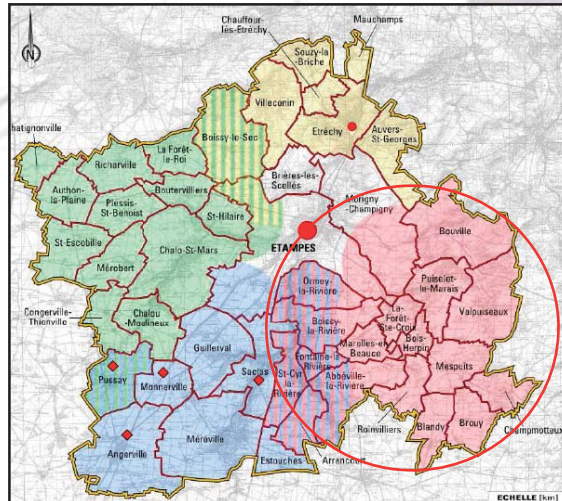 Chauffour-
lès-Etréchy
Mauchamps
Souzy-la
-Briche
Villeconin
N
Etréchy
Auvers-
St-Georges
Boissy-le-Sec
hatignonville
La Forêt-
le-Roi
Richarville
Brières-les-
Scellés
Authon-
la-Plaine
Plessis-
St-Benoist
Boutervilliers
St-Hilaire
Morigny
-Champigny
Bouville
St-Escobille
Chalo-St-Mars
ETAMPES
Mérobert
Puiselet-
le-Marais
Ormoy-
la-Rivière
Valpuiseaux
Congerville-
Thionville
Chalou
-Moulineux
La-
Forêt-
Ste-Croix
Boissy-
la-Rivière
Guillerval
Marolles-en
-Beauce
Bois-
Herpin
Fontaine-la
-Rivière
Mespuits
Pussay
Monnerville
Saclas
St-Cyr
-la-
Rivière
Abbéville-
la-Rivière
Roimilliers
Champmotteux
Angerville
Méréville
Blandy
Brouy
Arrancourt
Estouches
ECHELLE [km]